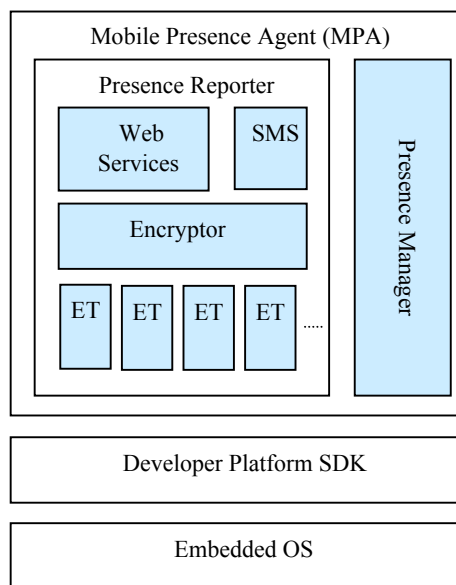 Mobile Presence Agent (MPA)
Presence Reporter
Web
Services
SMS
Encryptor
ET
ET
ET
ET
.....
Presence Manager
Developer Platform SDK
Embedded OS